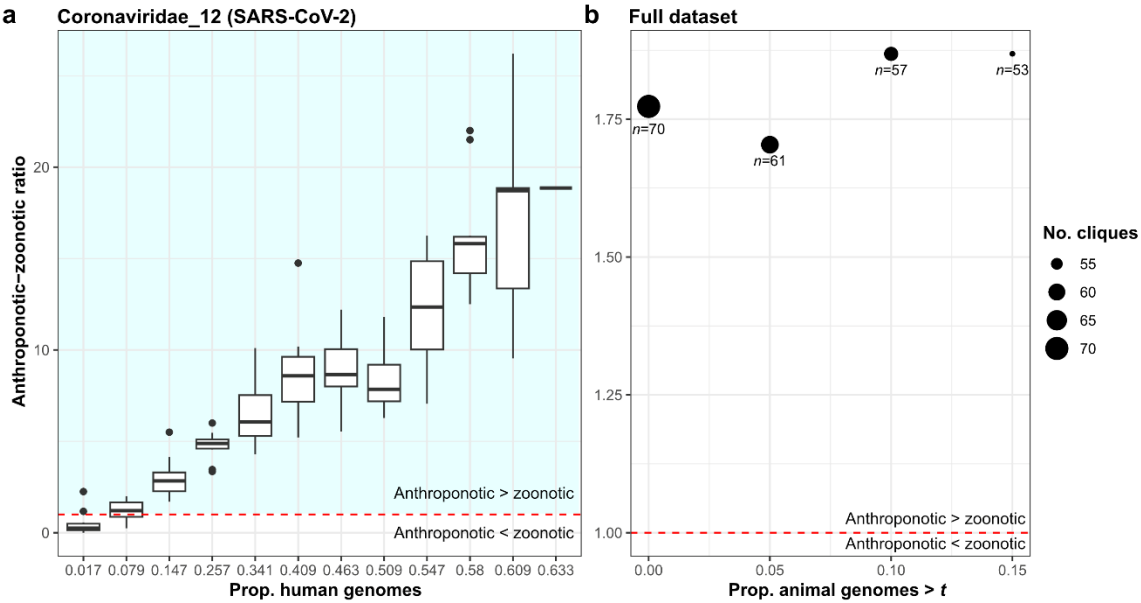 a
Coronaviridae_12 (SARS-CoV-2)
Anthroponotic−zoonotic ratio
20
10
0
Anthroponotic > zoonotic
Anthroponotic < zoonotic
0.017 0.079 0.147 0.257 0.341 0.409 0.463 0.509 0.547 0.58 0.609 0.633
Prop. human genomes
b
Full dataset
1.75
1.50
1.25
1.00
n=70
n=61
n=57
n=53
Anthroponotic > zoonotic
Anthroponotic < zoonotic
0.00 0.05 0.10 0.15
Prop. animal genomes > t
No. cliques
55
60
65
70